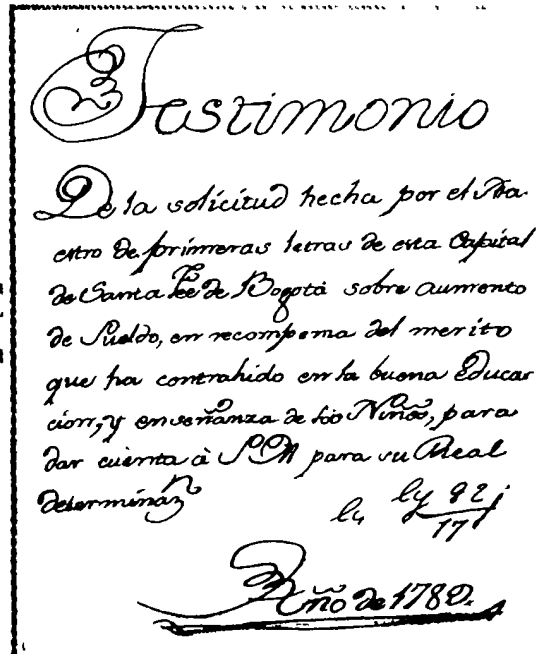 Testimonio
De la solicitud hecha por el Ma-
estro de primeras letras de esta Capital
de Santa Fee de Bogotá sobre aumento
de Sueldo, en recompensa del merito
que ha contrahido en la buena Educa-
cion, y enseñanza de los Niños, para
dar cuenta à S.M. para su Real
determinaz.n
Año de 1780.